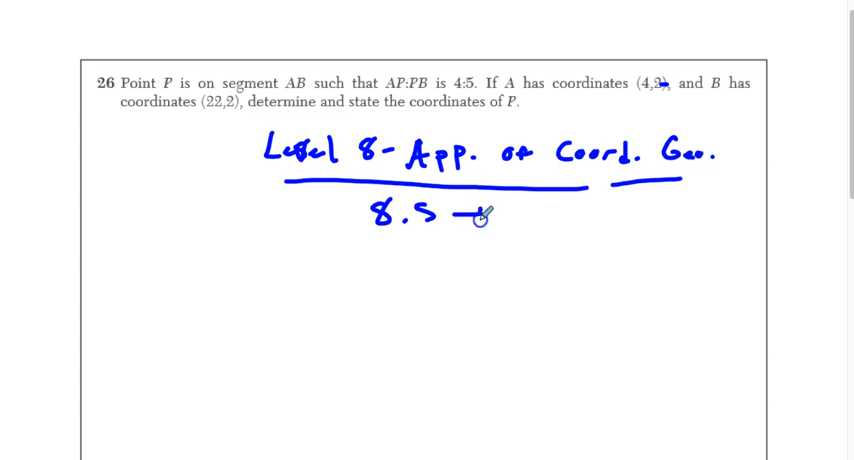 26 Point P is on segment AB such that AP:PB is 4:5. If A has coordinates (4,2), and B has
coordinates (22,2), determine and state the coordinates of P.
Level 8- App. of Coord. Geo.
8.5